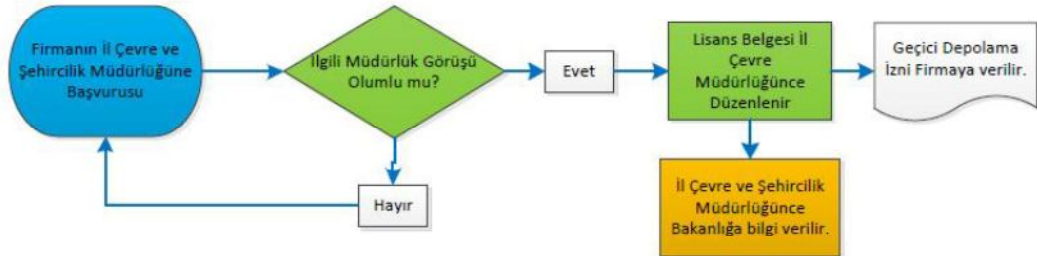 Firmanın İl Çevre ve
Şehircilik Müdürlüğüne
Başvurusu
İlgili Müdürlük Görüşü
Olumlu mu?
Evet
Hayır
Lisans Belgesi İl
Çevre
Müdürlüğünce
Düzenlenir
Geçici Depolama
İzni Firmaya verilir.
İl Çevre ve Şehircilik
Müdürlüğünce
Bakanlığa bilgi verilir.